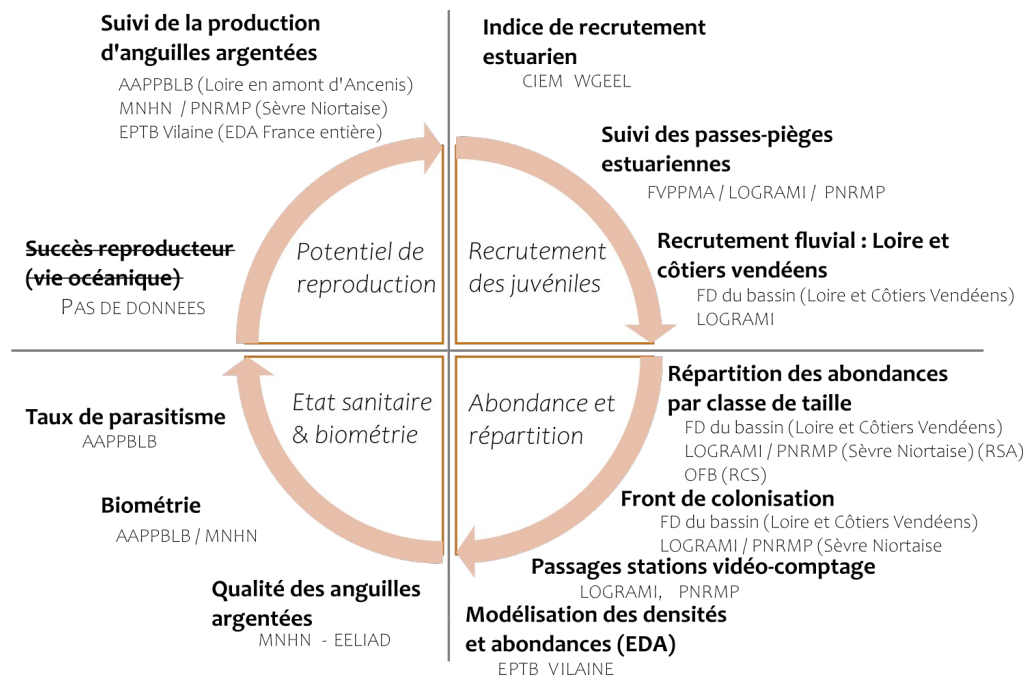 Suivi de la production
d'anguilles argentées
AAPPBLB (Loire en amont d'Ancenis)
MNHN / PNRMP (Sèvre Niortaise)
EPTB Vilaine (EDA France entière)
Indice de recrutement
estuarien
CIEM WGEEL
Suivi des passes-pièges
estuariennes
FVPPMA / LOGRAMI / PNRMP
Recrutement fluvial : Loire et
côtiers vendéens
FD du bassin (Loire et Côtiers Vendéens)
LOGRAMI
Succès reproducteur
(vie océanique)
PAS DE DONNEES
Potentiel de
reproduction
Recrutement
des juvéniles
Etat sanitaire
& biométrie
Abondance et
répartition
Répartition des abondances
par classe de taille
FD du bassin (Loire et Côtiers Vendéens)
LOGRAMI / PNRMP (Sèvre Niortaise) (RSA)
OFB (RCS)
Front de colonisation
FD du bassin (Loire et Côtiers Vendéens)
LOGRAMI / PNRMP (Sèvre Niortaise
Passages stations vidéo-comptage
LOGRAMI, PNRMP
Modélisation des densités
et abondances (EDA)
EPTB VILAINE
Taux de parasitisme
AAPPBLB
Biométrie
AAPPBLB / MNHN
Qualité des anguilles
argentées
MNHN - EELIAD